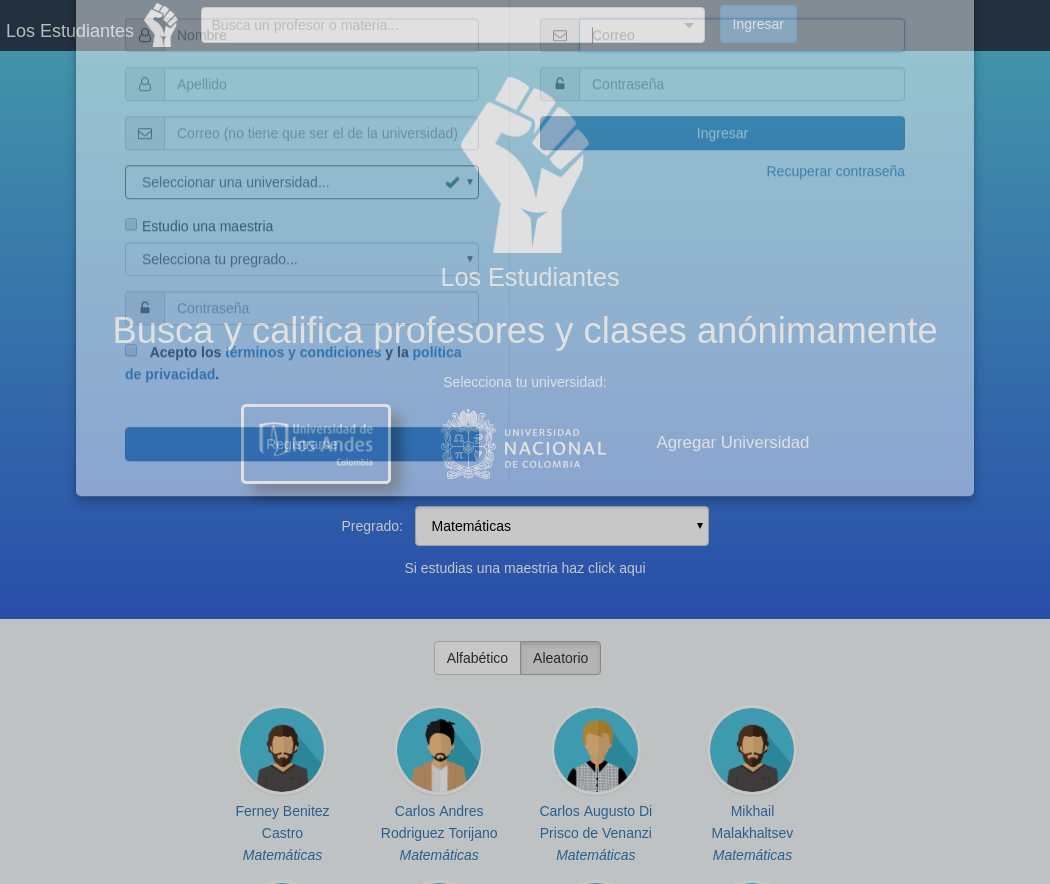 Los Estudiantes
Busca un profesor o materia...
Ingresar
Nombre
Correo
Apellido
Contraseña
Correo (no tiene que ser el de la universidad)
Ingresar
Seleccionar una universidad...
Recuperar contraseña
Estudio una maestria
Selecciona tu pregrado...
Contraseña
Acepto los términos y condiciones y la política
de privacidad.
Registrarse
Los Estudiantes
Busca y califica profesores y clases anónimamente
Selecciona tu universidad:
Universidad de
los Andes
Colombia
UNIVERSIDAD
NACIONAL
DE COLOMBIA
Agregar Universidad
Pregrado:
Matemáticas
Si estudias una maestria haz click aqui
Alfabético
Aleatorio
Ferney Benitez
Castro
Matemáticas
Carlos Andres
Rodriguez Torijano
Matemáticas
Carlos Augusto Di
Prisco de Venanzi
Matemáticas
Mikhail
Malakhaltsev
Matemáticas